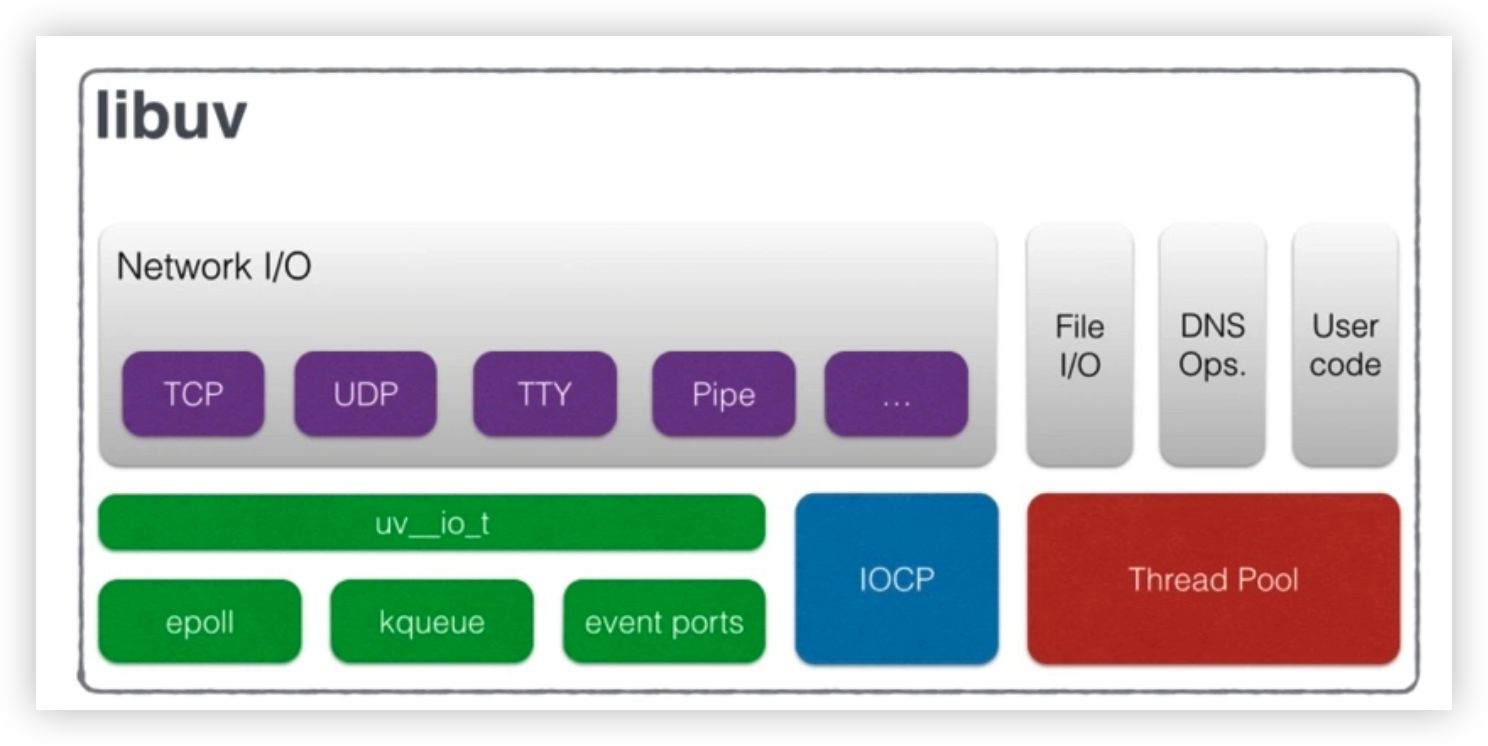 libuv
Network I/O
TCP
UDP
TTY
Pipe
...
File
I/O
DNS
Ops.
User
code
uv__io_t
epoll
kqueue
event ports
IOCP
Thread Pool